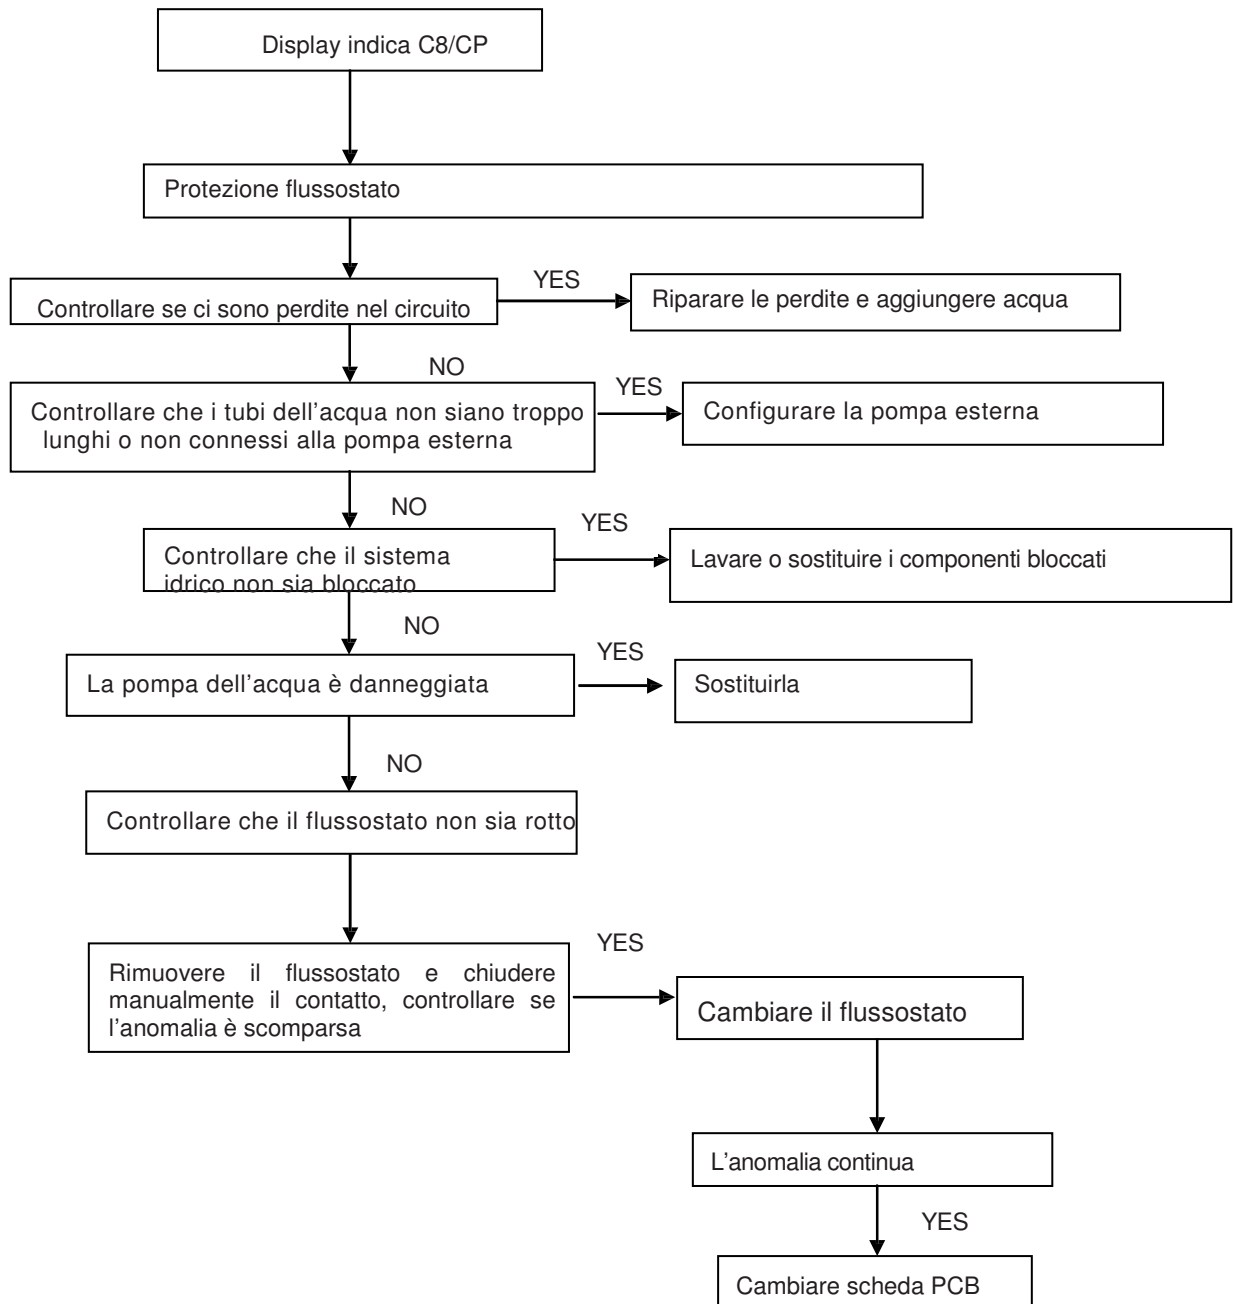 Display indica C8/CP
Protezione flussostato
Controllare se ci sono perdite nel circuito
YES
Riparare le perdite e aggiungere acqua
NO
Controllare che i tubi dell'acqua non siano troppo
lunghi o non connessi alla pompa esterna
YES
Configurare la pompa esterna
NO
Controllare che il sistema
idrico non sia bloccato
YES
Lavare o sostituire i componenti bloccati
NO
La pompa dell'acqua è danneggiata
YES
Sostituirla
NO
Controllare che il flussostato non sia rotto
Rimuovere il flussostato e chiudere
manualmente il contatto, controllare se
l'anomalia è scomparsa
YES
Cambiare il flussostato
L'anomalia continua
YES
Cambiare scheda PCB